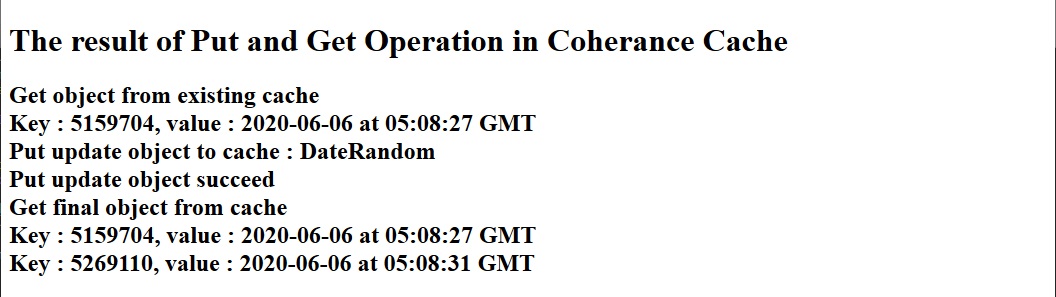 The result of Put and Get Operation in Coherance Cache
Get object from existing cache
Key : 5159704, value : 2020-06-06 at 05:08:27 GMT
Put update object to cache : DateRandom
Put update object succeed
Get final object from cache
Key : 5159704, value : 2020-06-06 at 05:08:27 GMT
Key : 5269110, value : 2020-06-06 at 05:08:31 GMT